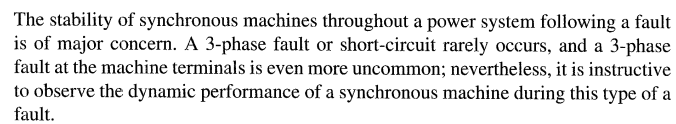 The stability of synchronous machines throughout a power system following a fault
is of major concern. A 3-phase fault or short-circuit rarely occurs, and a 3-phase
fault at the machine terminals is even more uncommon; nevertheless, it is instructive
to observe the dynamic performance of a synchronous machine during this type of a
fault.